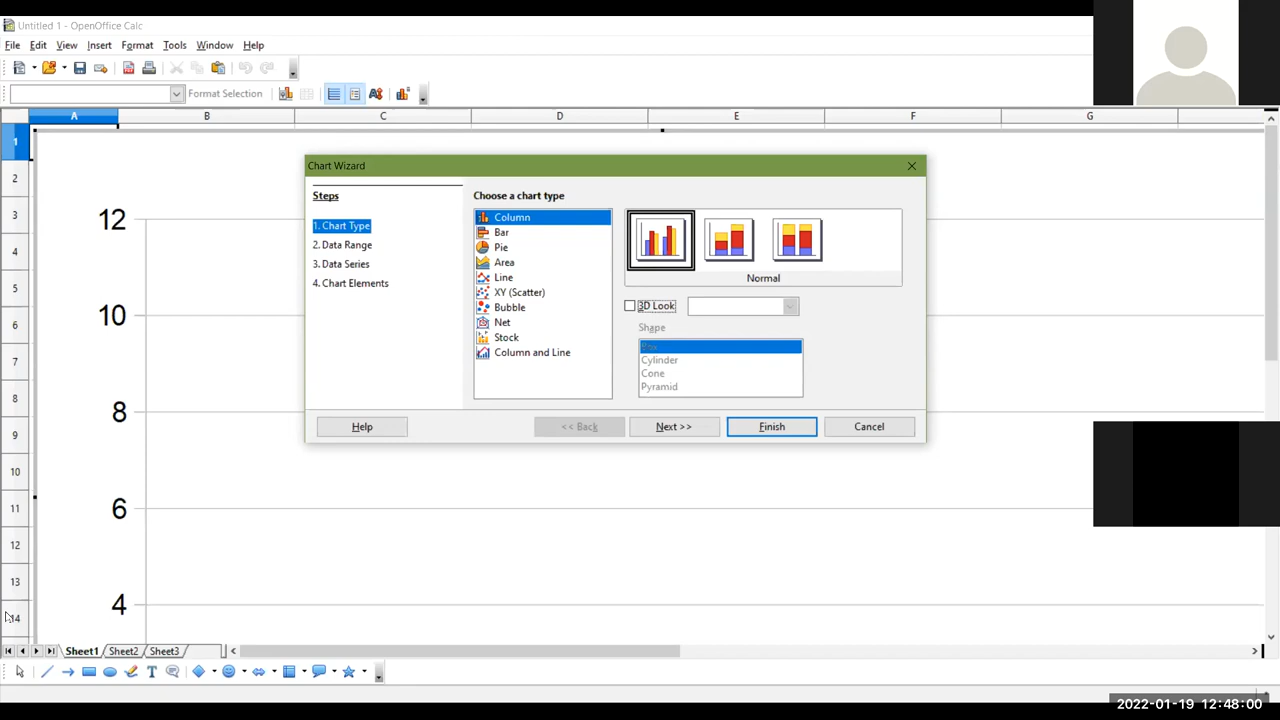 Untitled 1 - OpenOffice Calc
File Edit View Insert Format Tools Window Help
Format Selection
A B C D E F G
1
2
3
4
5
6
7
8
9
10
11
12
13
14
12
10
8
6
4
Chart Wizard
Steps
1. Chart Type
2. Data Range
3. Data Series
4. Chart Elements
Choose a chart type
Column
Bar
Pie
Area
Line
XY (Scatter)
Bubble
Net
Stock
Column and Line
Normal
3D Look
Shape
Box
Cylinder
Cone
Pyramid
Help << Back Next >> Finish Cancel
Sheet1 Sheet2 Sheet3
2022-01-19 12:48:00